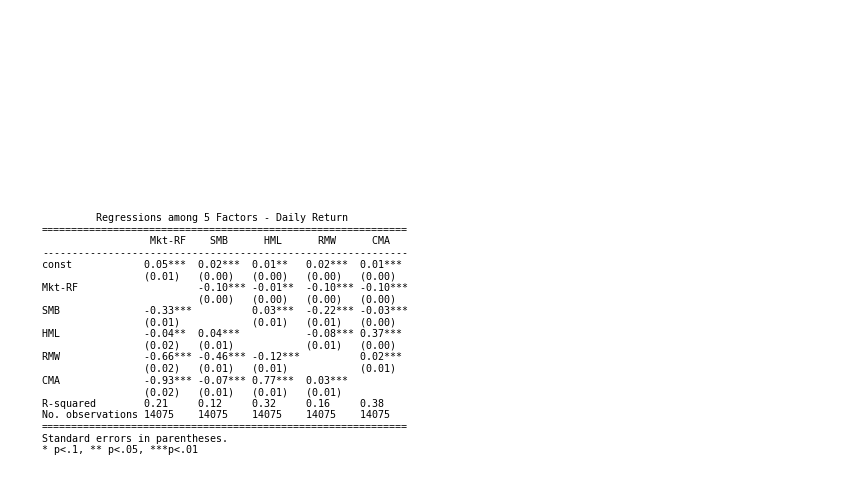 Regressions among 5 Factors - Daily Return
=============================================================
                  Mkt-RF    SMB      HML      RMW      CMA
-------------------------------------------------------------
const            0.05***  0.02***  0.01**   0.02***  0.01***
                 (0.01)   (0.00)   (0.00)   (0.00)   (0.00)
Mkt-RF                    -0.10*** -0.01**  -0.10*** -0.10***
                          (0.00)   (0.00)   (0.00)   (0.00)
SMB              -0.33***          0.03***  -0.22*** -0.03***
                 (0.01)            (0.01)   (0.01)   (0.00)
HML              -0.04**  0.04***           -0.08*** 0.37***
                 (0.02)   (0.01)            (0.01)   (0.00)
RMW              -0.66*** -0.46*** -0.12***          0.02***
                 (0.02)   (0.01)   (0.01)            (0.01)
CMA              -0.93*** -0.07*** 0.77***  0.03***
                 (0.02)   (0.01)   (0.01)   (0.01)
R-squared        0.21     0.12     0.32     0.16     0.38
No. observations 14075    14075    14075    14075    14075
=============================================================
Standard errors in parentheses.
* p<.1, ** p<.05, ***p<.01